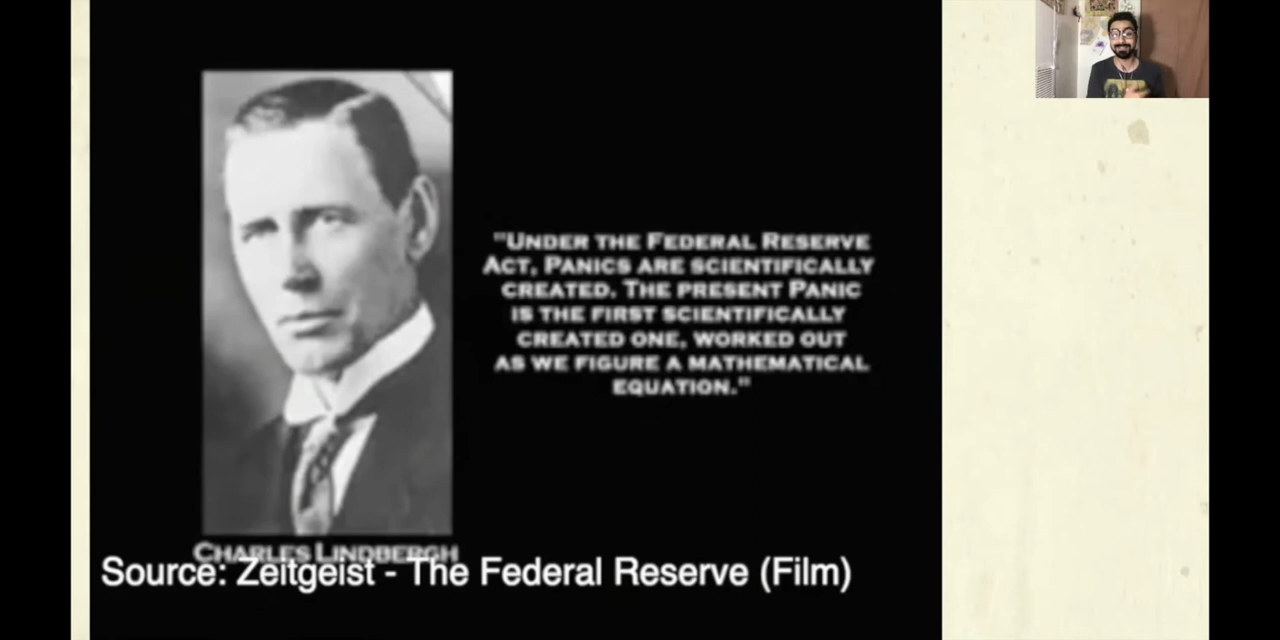 "Under the Federal Reserve
Act, Panics are scientifically
created. The present Panic
is the first scientifically
created one, worked out
as we figure a mathematical
equation."
Charles Lindbergh
Source: Zeitgeist - The Federal Reserve (Film)